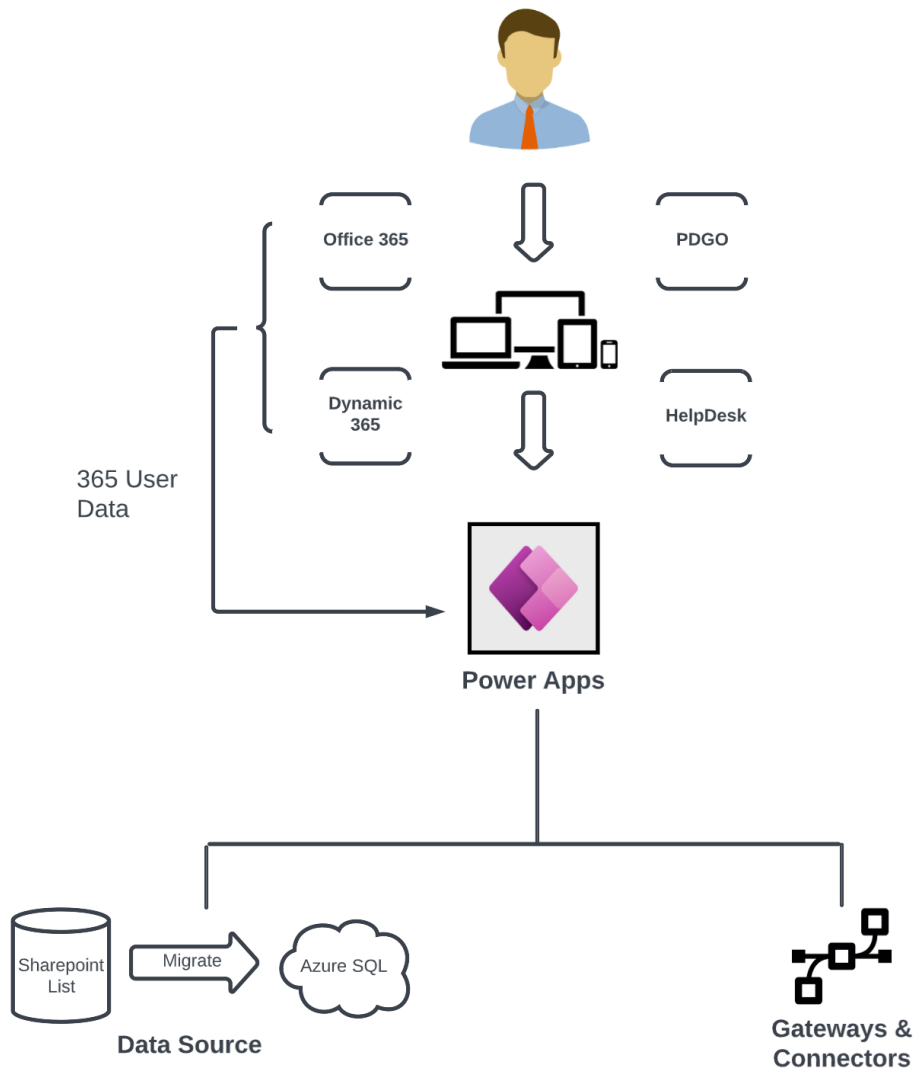 Office 365
PDGO
Dynamic
365
HelpDesk
365 User
Data
Power Apps
Sharepoint
List
Migrate
Azure SQL
Data Source
Gateways &
Connectors